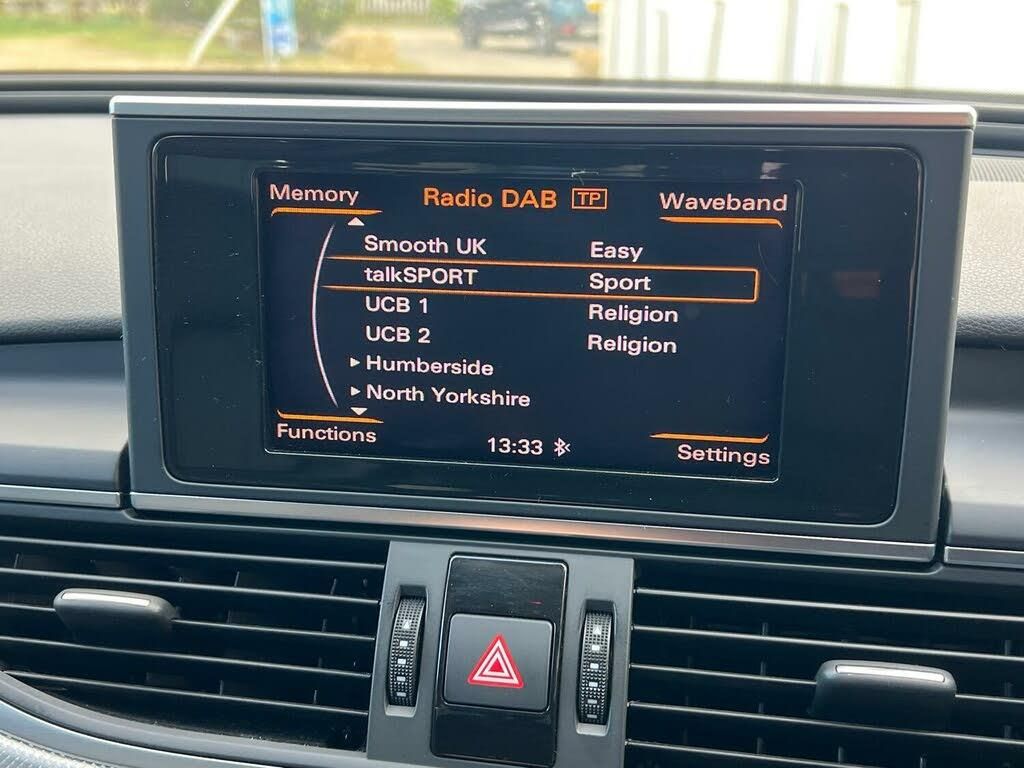 Memory Radio DAB TP Waveband
Smooth UK Easy
talkSPORT Sport
UCB 1 Religion
UCB 2 Religion
Humberside
North Yorkshire
Functions 13:33 Settings